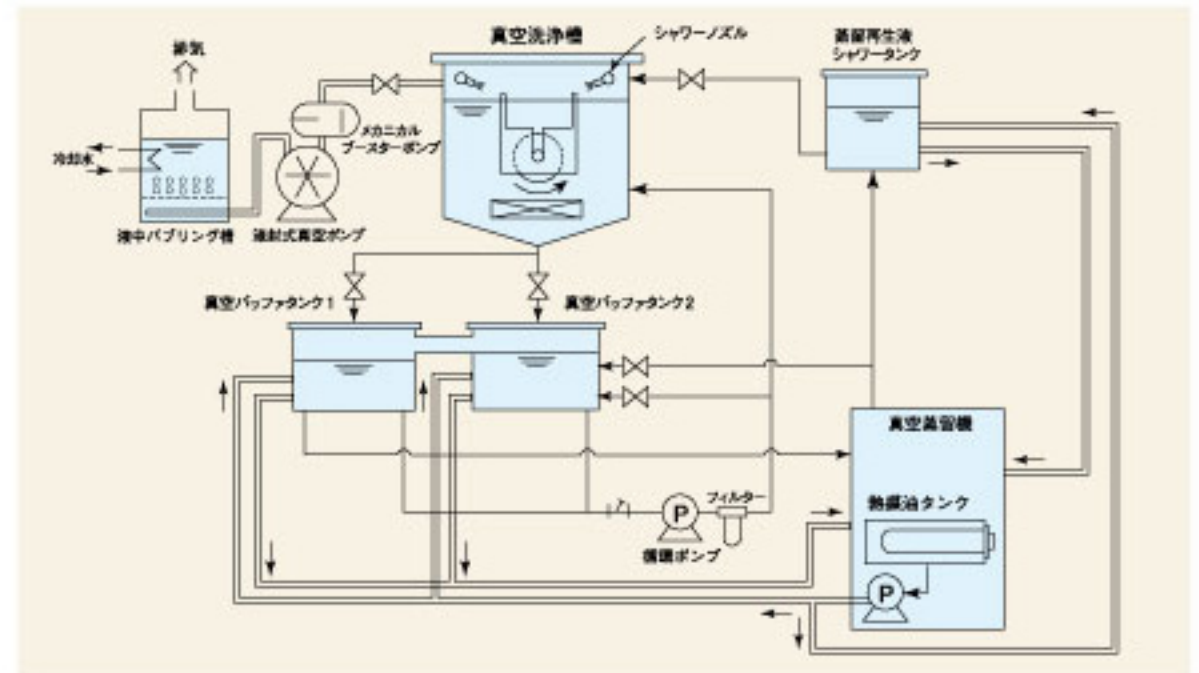 真空洗浄槽
シャワーノズル
蒸留再生液
シャワータンク
排気
メカニカル
ブースターポンプ
冷却水
液中バブリング槽
液封式真空ポンプ
真空バッファタンク1
真空バッファタンク2
真空蒸留機
熱媒油タンク
フィルター
P
循環ポンプ
P